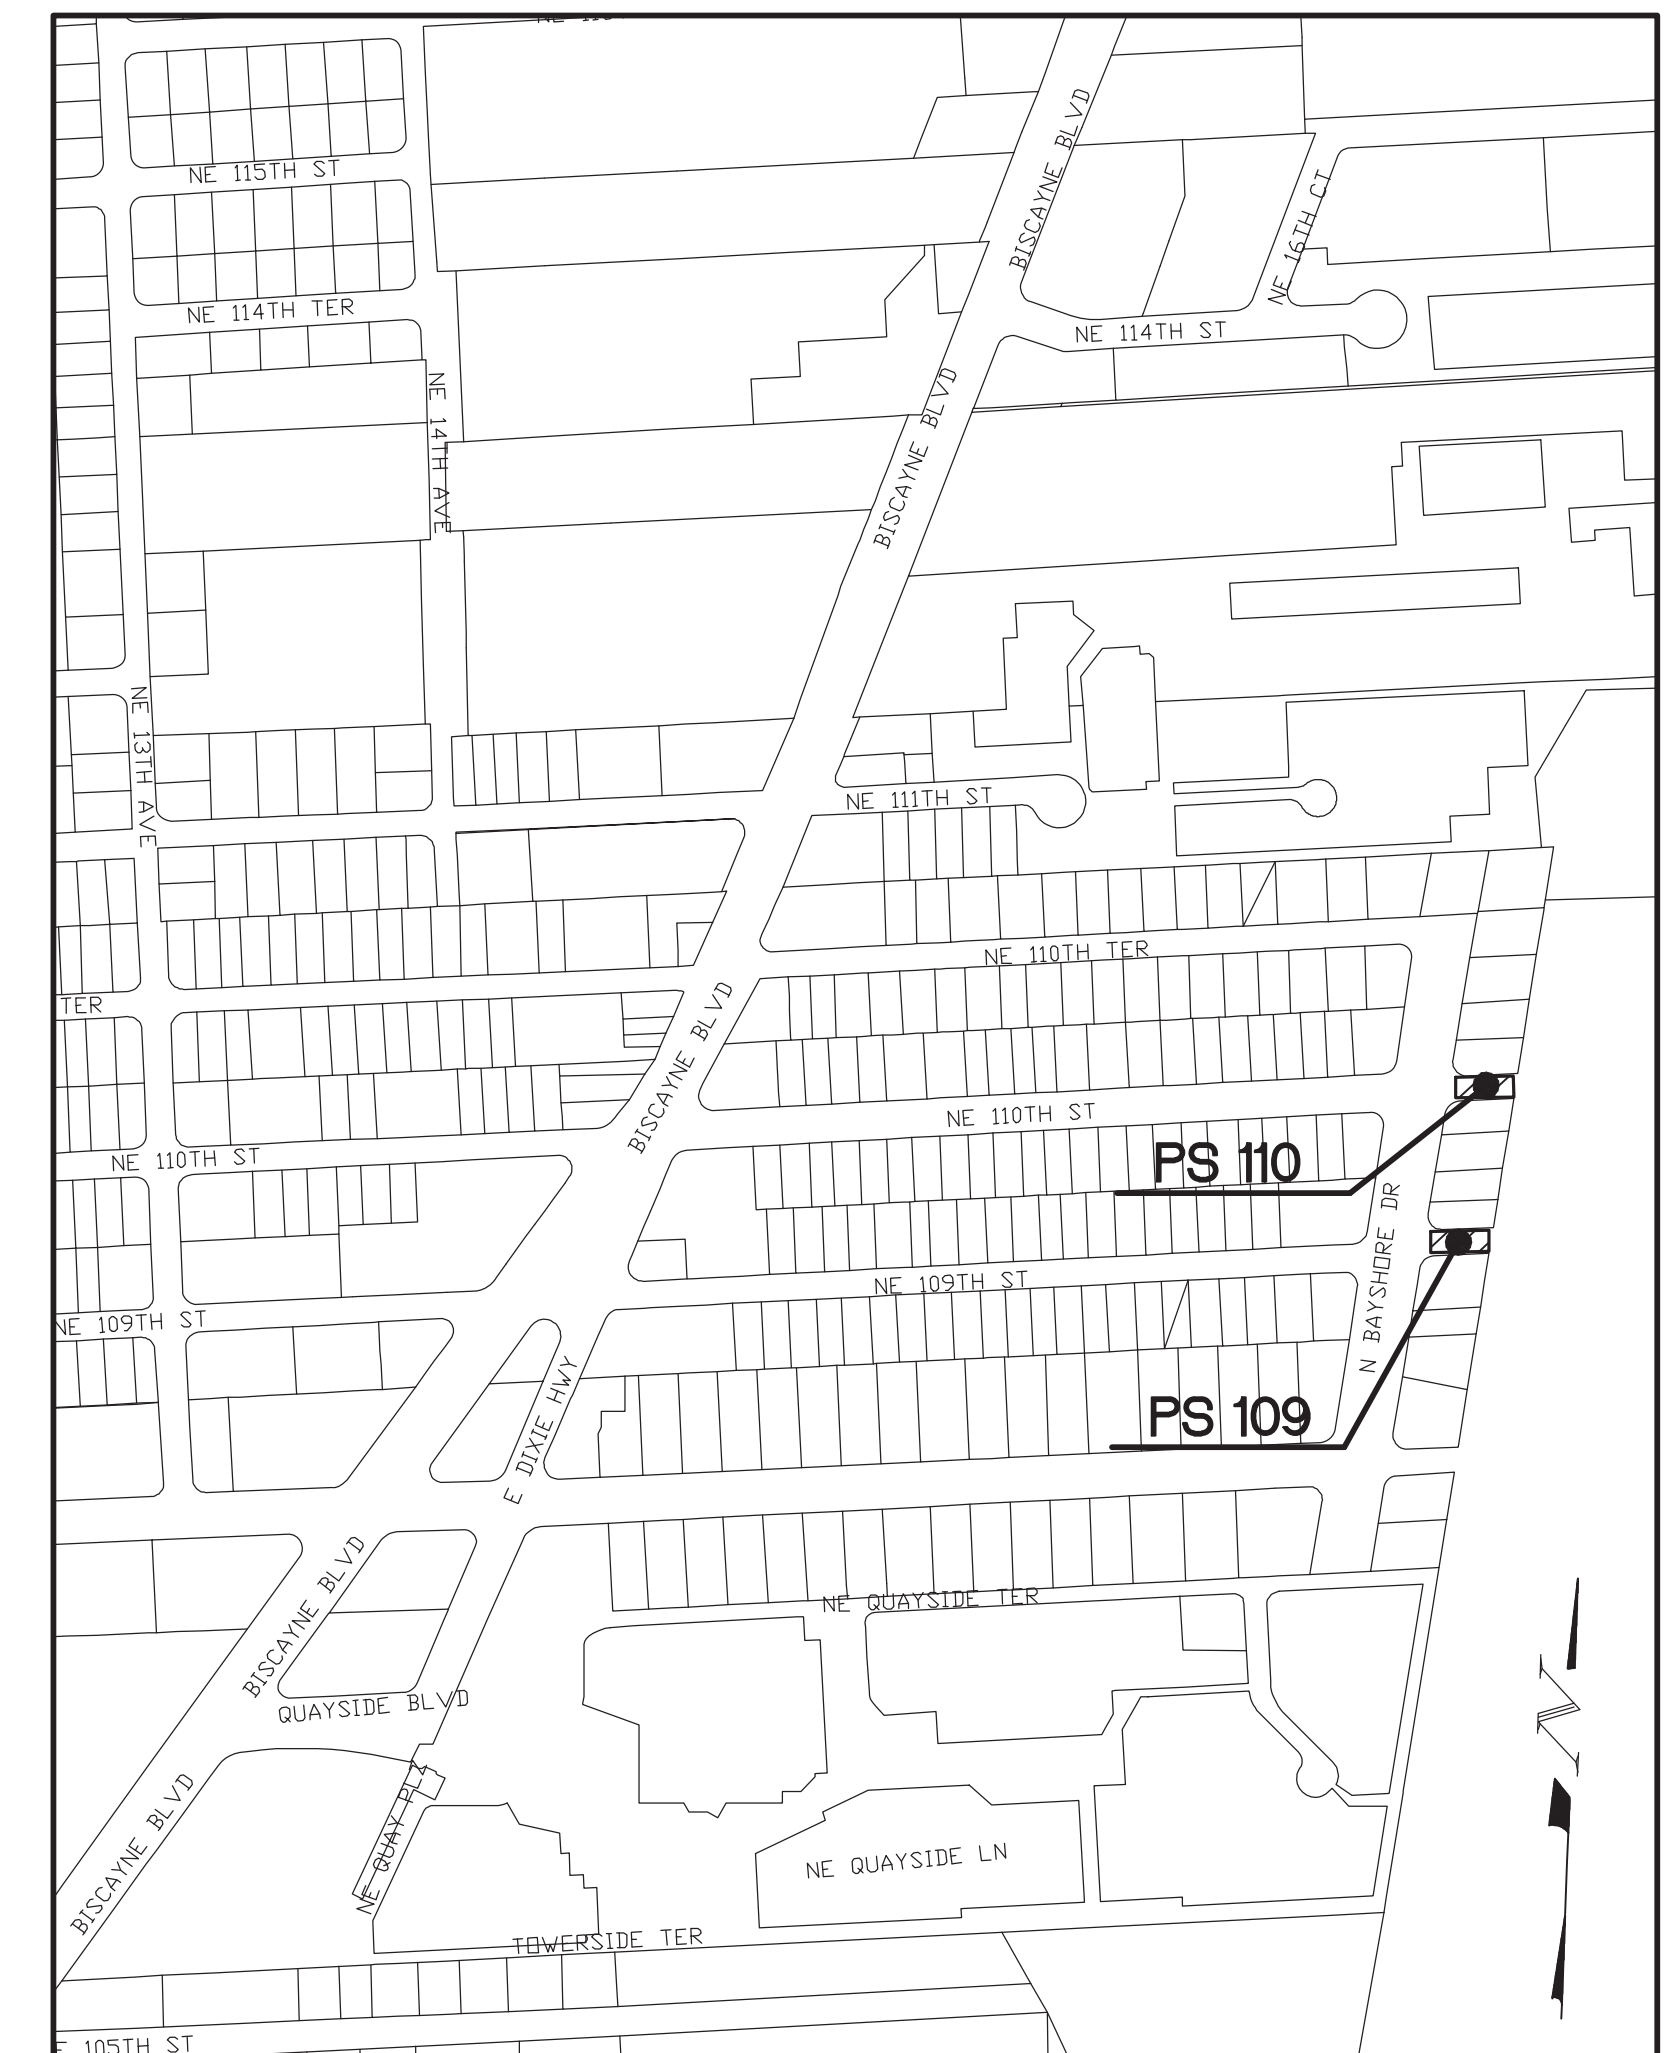 BISCAYNE BLVD
NE 115TH ST
NE 16TH CT
NE 114TH TER
NE 114TH ST
NE 14TH AVE
BISCAYNE BLVD
NE 13TH AVE
NE 111TH ST
NE 110TH TER
TER
BISCAYNE BLVD
NE 110TH ST
NE 110TH ST
PS 110
N BAYSHORE DR
NE 109TH ST
NE 109TH ST
E DIXIE HWY
PS 109
BISCAYNE BLVD
NE QUAYSIDE TER
QUAYSIDE BLVD
N
BISCAYNE BLVD
NE QUAY PLZ
NE QUAYSIDE LN
TOWERSIDE TER
105TH ST